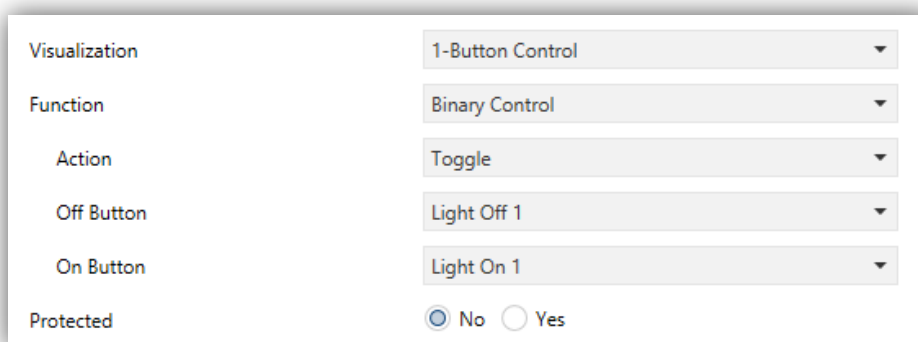 Visualization 1-Button Control
Function Binary Control
Action Toggle
Off Button Light Off 1
On Button Light On 1
Protected No Yes